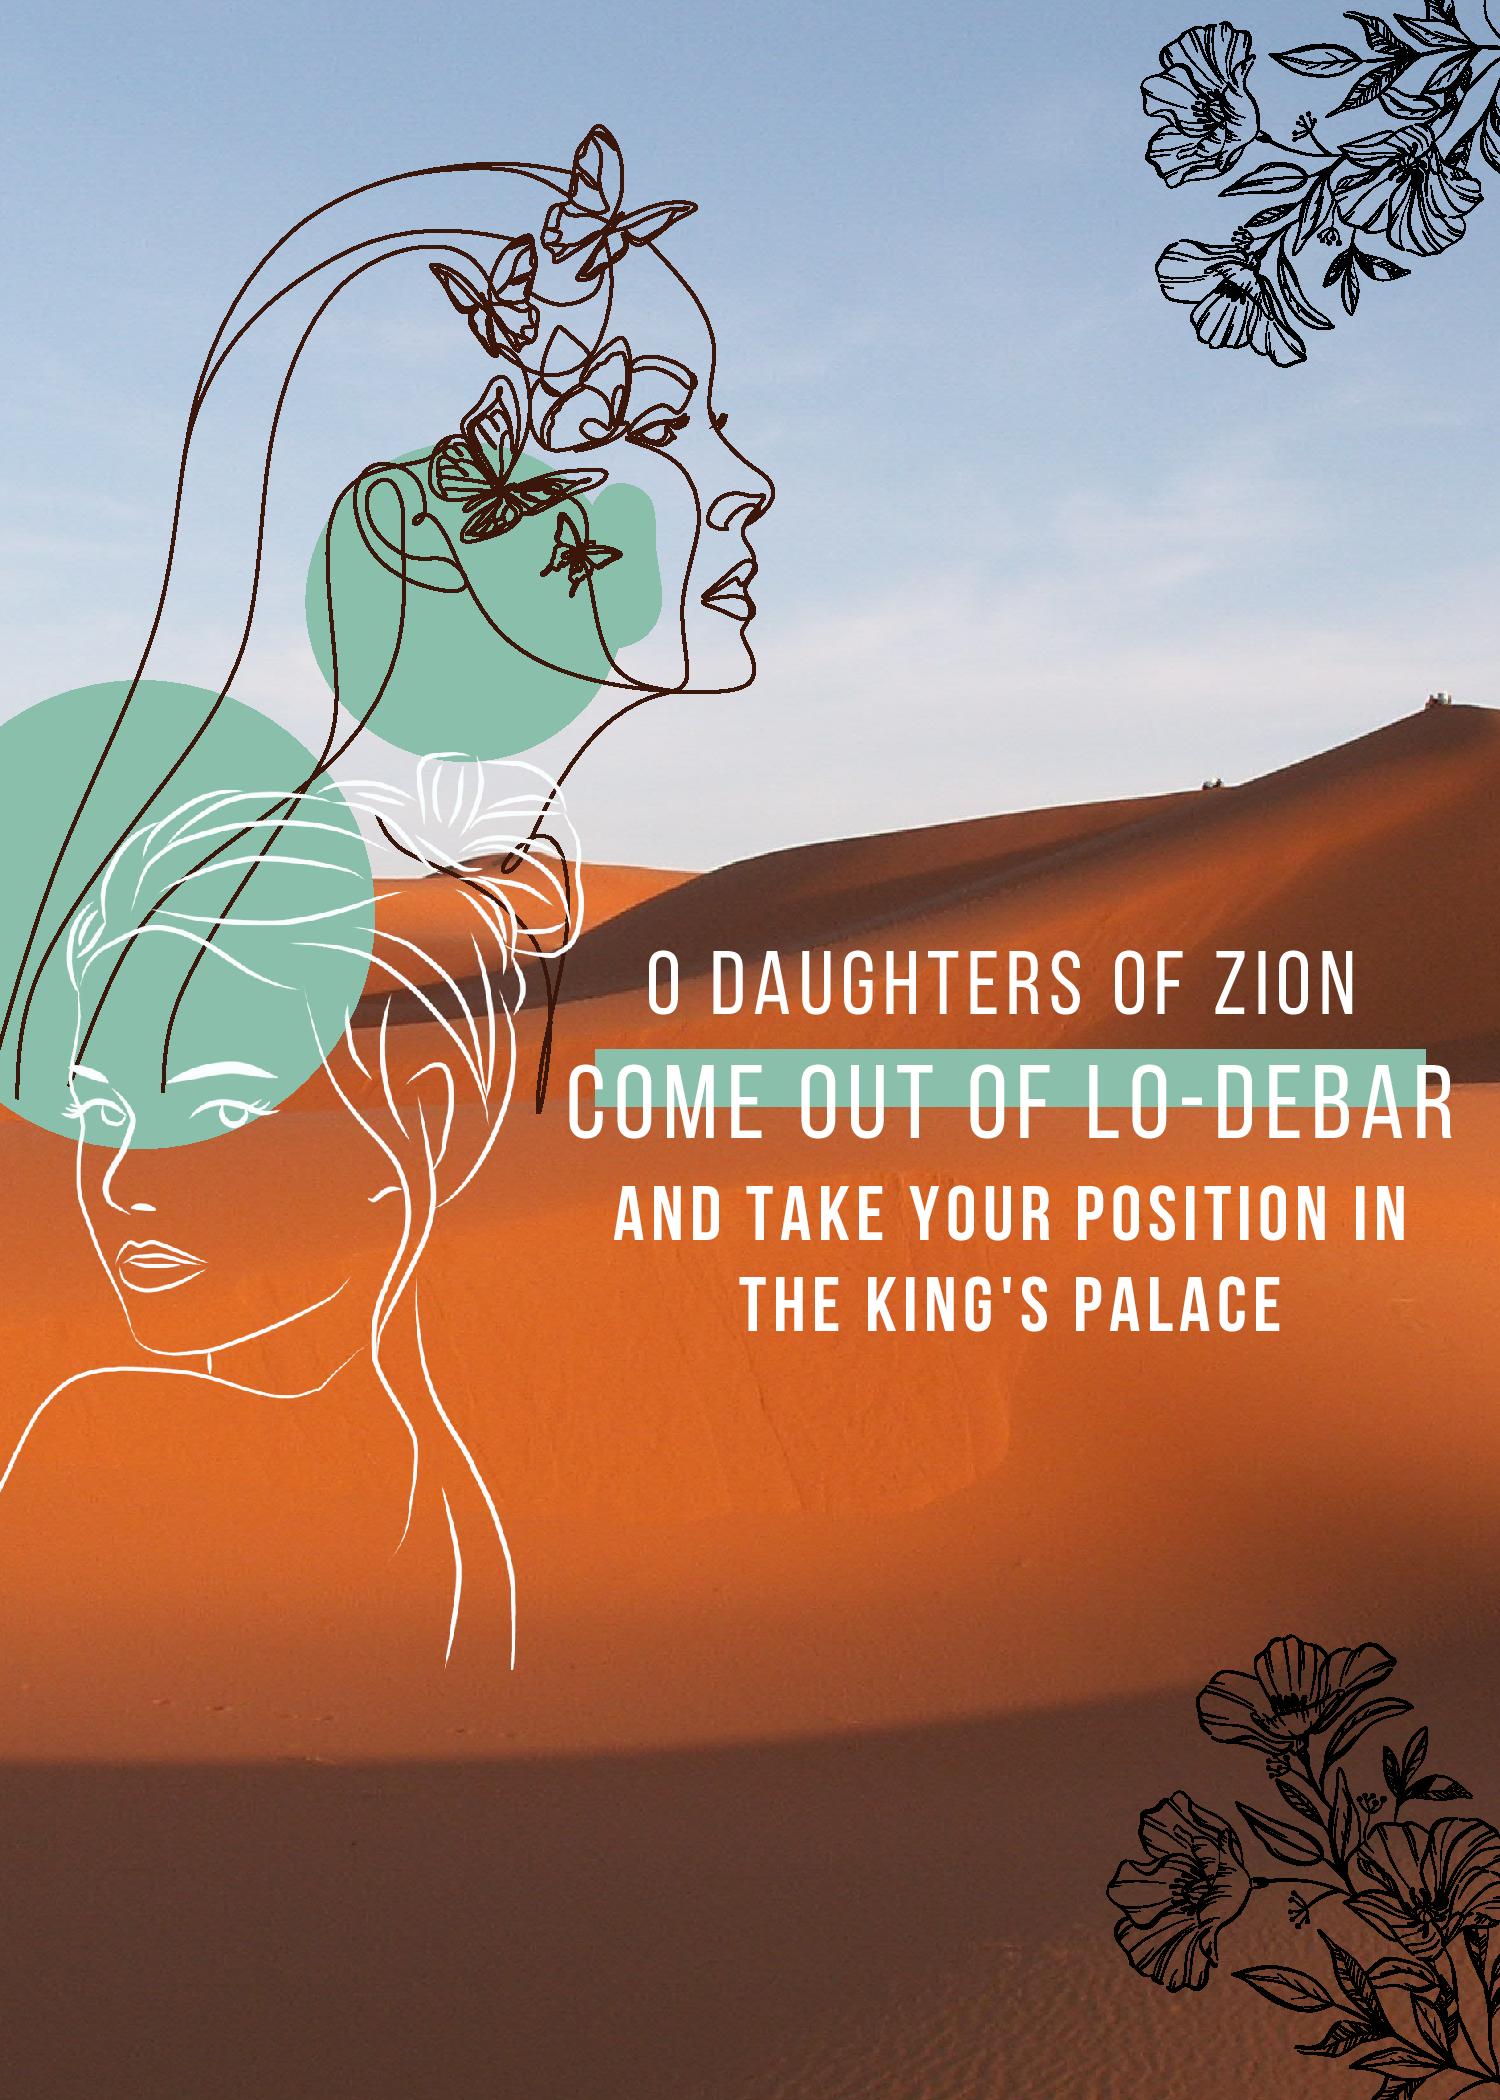 O DAUGHTERS OF ZION
COME OUT OF LO-DEBAR
AND TAKE YOUR POSITION IN
THE KING'S PALACE